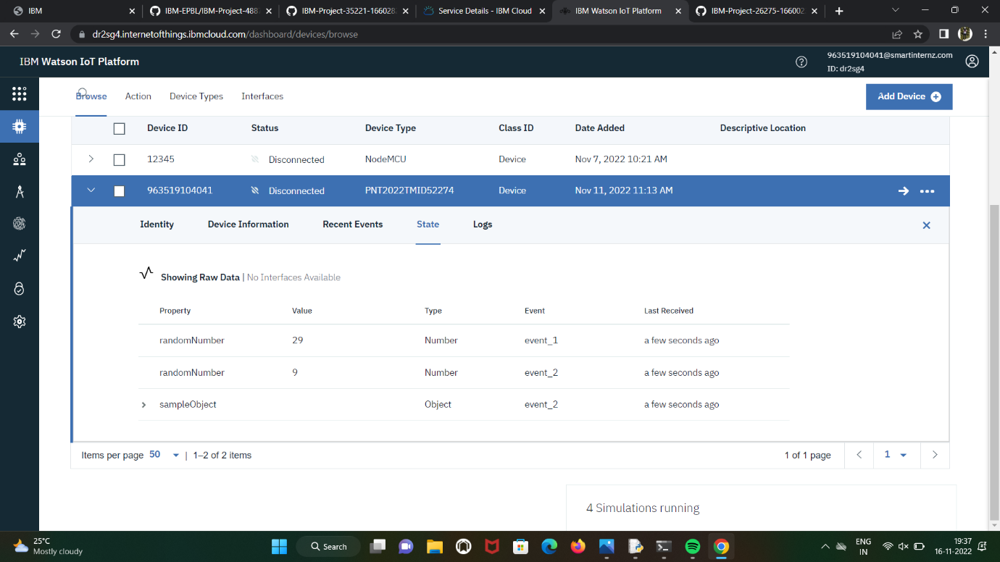 IBM
IBM-EPBL/IBM-Project-488
IBM-Project-35221-166028
Service Details - IBM Cloud
IBM Watson IoT Platform
IBM-Project-26275-166002
dr2sg4.internetofthings.ibmcloud.com/dashboard/devices/browse
IBM Watson IoT Platform
963519104041@smartinternz.com
ID: dr2sg4
Browse Action Device Types Interfaces
Add Device
Device ID Status Device Type Class ID Date Added Descriptive Location
12345 Disconnected NodeMCU Device Nov 7, 2022 10:21 AM
963519104041 Disconnected PNT2022TMID52274 Device Nov 11, 2022 11:13 AM
Identity Device Information Recent Events State Logs
Showing Raw Data | No Interfaces Available
Property Value Type Event Last Received
randomNumber 29 Number event_1 a few seconds ago
randomNumber 9 Number event_2 a few seconds ago
sampleObject Object event_2 a few seconds ago
Items per page 50 | 1–2 of 2 items
1 of 1 page 1
4 Simulations running
25°C
Mostly cloudy
Search
ENG
IN
19:37
16-11-2022